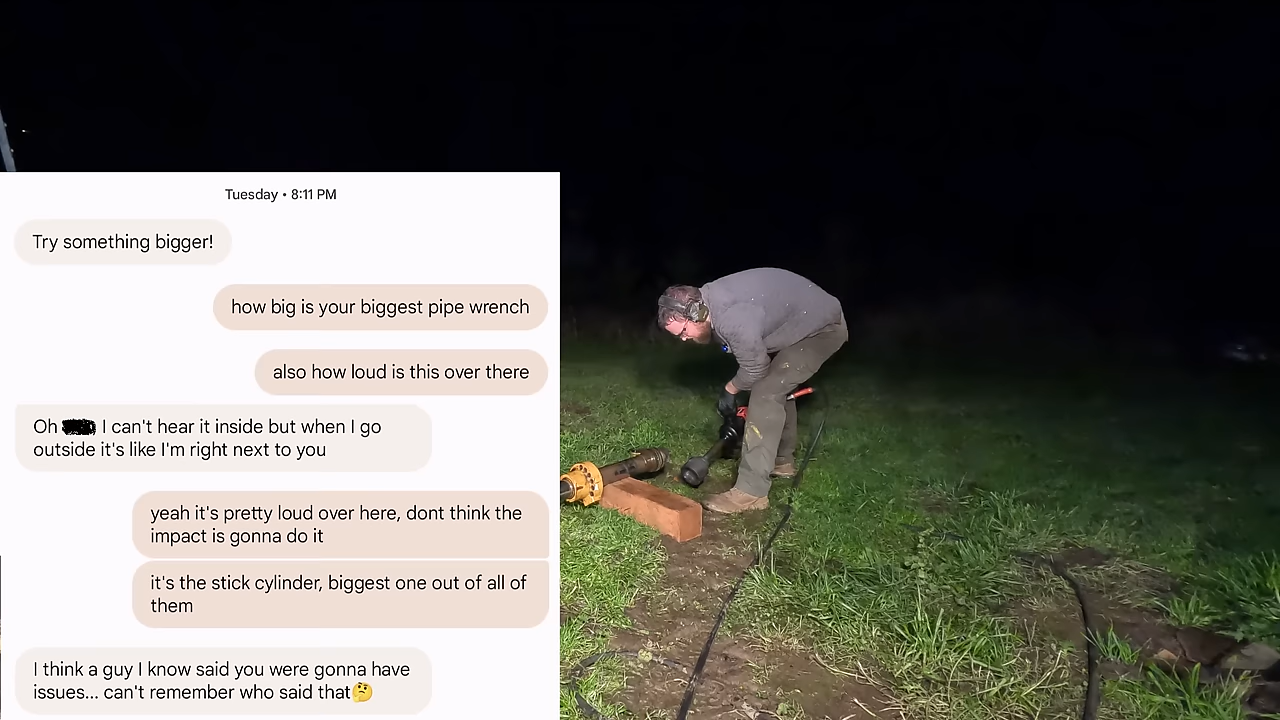 Tuesday • 8:11 PM
Try something bigger!
how big is your biggest pipe wrench
also how loud is this over there
Oh I can't hear it inside but when I go
outside it's like I'm right next to you
yeah it's pretty loud over here, dont think the
impact is gonna do it
it's the stick cylinder, biggest one out of all of
them
I think a guy I know said you were gonna have
issues... can't remember who said that🤔